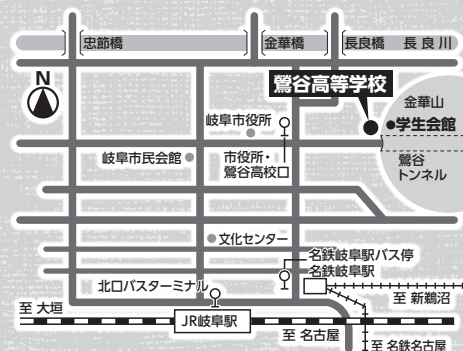 忠節橋
金華橋
長良橋
長良川
N
鶯谷高等学校
金華山
●学生会館
岐阜市役所
岐阜市民会館
市役所・
鶯谷高校口
鶯谷
トンネル
文化センター
名鉄岐阜駅バス停
名鉄岐阜駅
北口バスターミナル
至 新鵜沼
至 大垣
JR岐阜駅
至 名古屋
至 名鉄名古屋